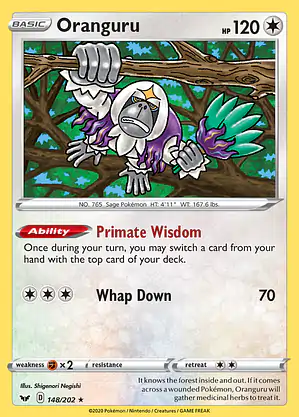 BASIC
Oranguru
HP 120
NO. 765 Sage Pokémon HT: 4'11" WT: 167.6 lbs.
Ability Primate Wisdom
Once during your turn, you may switch a card from your
hand with the top card of your deck.
Whap Down 70
weakness ×2 resistance retreat
Illus. Shigenori Negishi
D 148/202 ★
It knows the forest inside and out. If it comes
across a wounded Pokémon, Oranguru will
gather medicinal herbs to treat it.
©2020 Pokémon / Nintendo / Creatures / GAME FREAK